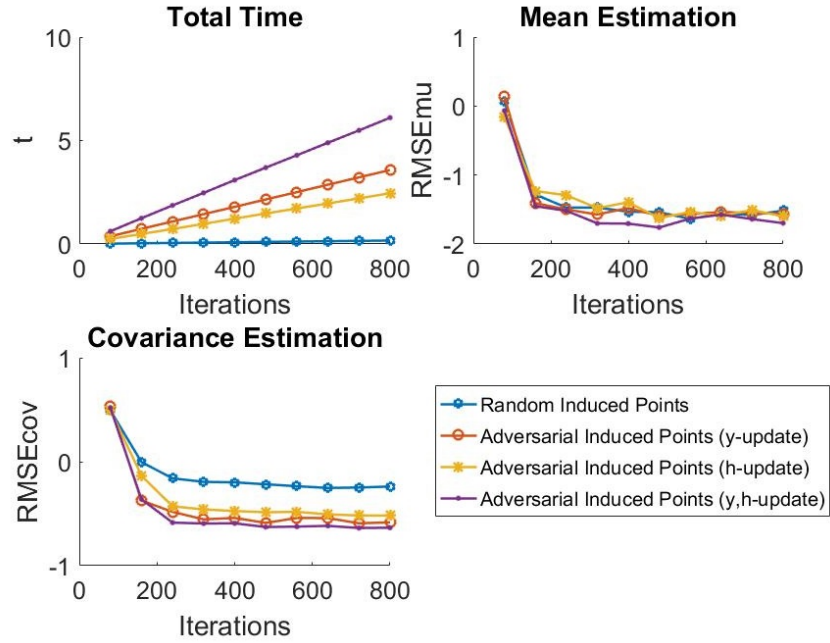 Total Time
10
5
0
t
0 200 400 600 800
Iterations
Mean Estimation
1
0
-1
-2
RMSEmu
0 200 400 600 800
Iterations
Covariance Estimation
1
0
-1
RMSEcov
0 200 400 600 800
Iterations
Random Induced Points
Adversarial Induced Points (y-update)
Adversarial Induced Points (h-update)
Adversarial Induced Points (y,h-update)